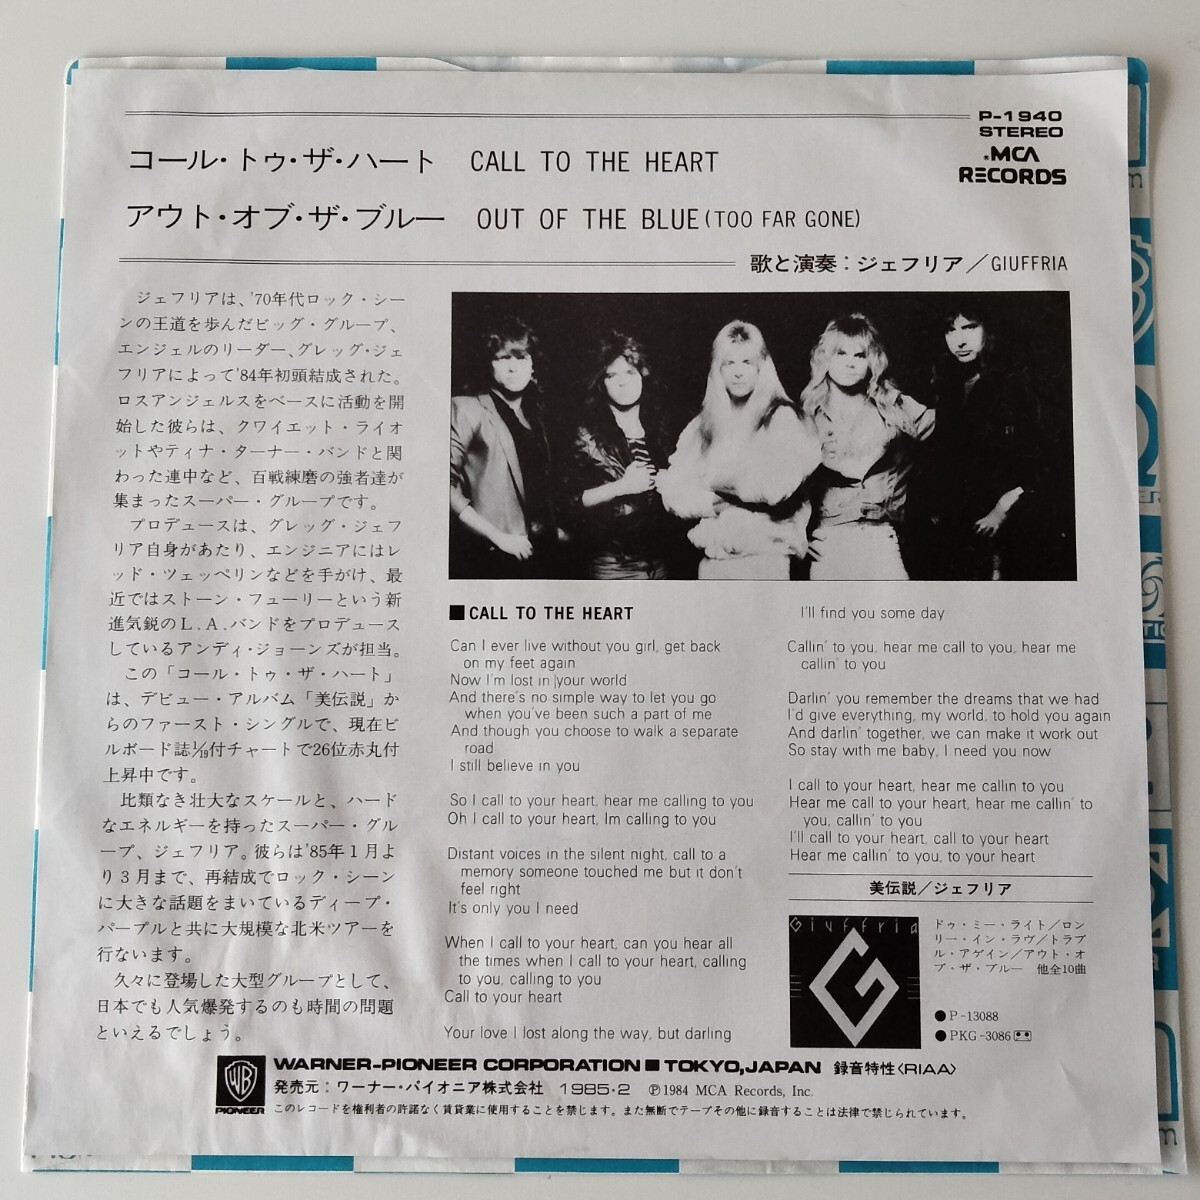 P-1940
STEREO
MCA
RECORDS
コール・トゥ・ザ・ハート CALL TO THE HEART
アウト・オブ・ザ・ブルー OUT OF THE BLUE (TOO FAR GONE)
歌と演奏：ジェフリア／GIUFFRIA
ジェフリアは、'70年代ロック・シー
ンの王道を歩んだビッグ・グループ、
エンジェルのリーダー、グレッグ・ジェ
フリアによって'84年初頭結成された。
ロスアンジェルスをベースに活動を開
始した彼らは、クワイエット・ライオ
ットやティナ・ターナー・バンドと関
わった連中など、百戦練磨の強者達が
集まったスーパー・グループです。
プロデュースは、グレッグ・ジェフ
リア自身があたり、エンジニアにはレ
ッド・ツェッペリンなどを手がけ、最
近ではストーン・フューリーという新
進気鋭のL.A.バンドをプロデュース
しているアンディ・ジョーンズが担当。
この「コール・トゥ・ザ・ハート」
は、デビュー・アルバム「美伝説」か
らのファースト・シングルで、現在ビ
ルボード誌1/19付チャートで26位赤丸付
上昇中です。
比類なき壮大なスケールと、ハード
なエネルギーを持ったスーパー・グル
ープ、ジェフリア。彼らは'85年1月よ
り3月まで、再結成でロック・シーン
に大きな話題をまいているディープ・
パープルと共に大規模な北米ツアーを
行ないます。
久々に登場した大型グループとして、
日本でも人気爆発するのも時間の問題
といえるでしょう。
■CALL TO THE HEART
Can I ever live without you girl, get back
on my feet again
Now I'm lost in your world
And there's no simple way to let you go
when you've been such a part of me
And though you choose to walk a separate
road
I still believe in you
So I call to your heart, hear me calling to you
Oh I call to your heart, Im calling to you
Distant voices in the silent night, call to a
memory someone touched me but it don't
feel right
It's only you I need
When I call to your heart, can you hear all
the times when I call to your heart, calling
to you, calling to you
Call to your heart
Your love I lost along the way, but darling
I'll find you some day
Callin' to you, hear me call to you, hear me
callin' to you
Darlin' you remember the dreams that we had
I'd give everything, my world, to hold you again
And darlin' together, we can make it work out
So stay with me baby, I need you now
I call to your heart, hear me callin to you
Hear me call to your heart, hear me callin' to
you, callin' to you
I'll call to your heart, call to your heart
Hear me callin' to you, to your heart
美伝説／ジェフリア
Giuffria
G
ドゥ・ミー・ライト／ロン
リー・イン・ラヴ／トラブ
ル・アゲイン／アウト・オ
ブ・ザ・ブルー 他全10曲
●P-13088
●PKG-3086
WB
PIONEER
WARNER-PIONEER CORPORATION ■ TOKYO, JAPAN 録音特性〈RIAA〉
発売元：ワーナー・パイオニア株式会社 1985・2 Ⓟ1984 MCA Records, Inc.
このレコードを権利者の許諾なく賃貸業に使用することを禁じます。また無断でテープその他に録音することは法律で禁じられています。